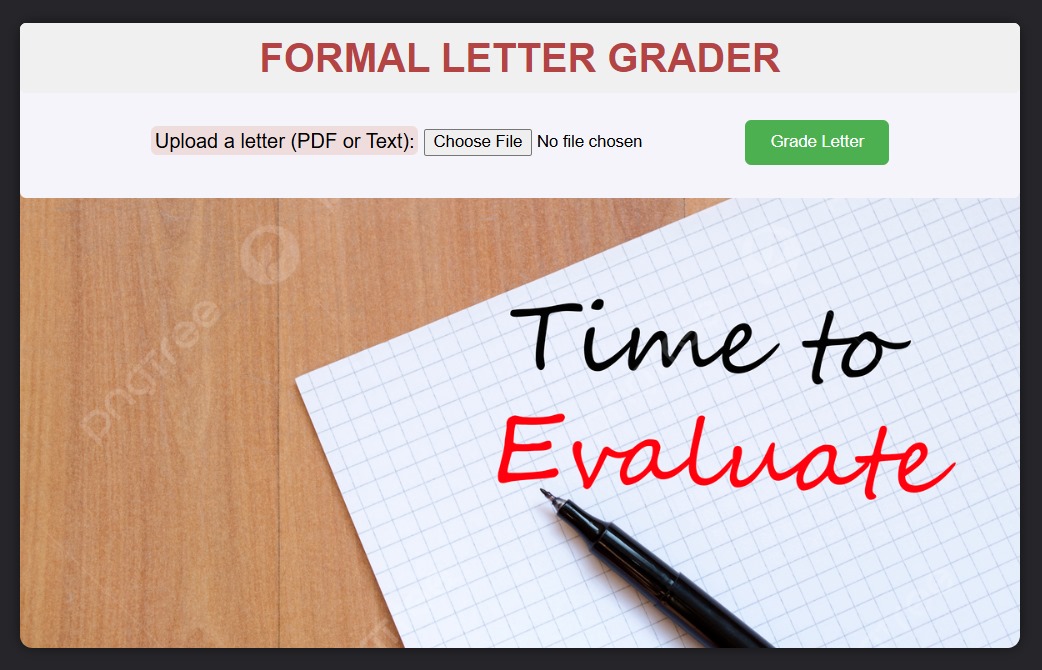 FORMAL LETTER GRADER
Upload a letter (PDF or Text): Choose File No file chosen Grade Letter
pngtree
Time to
Evaluate